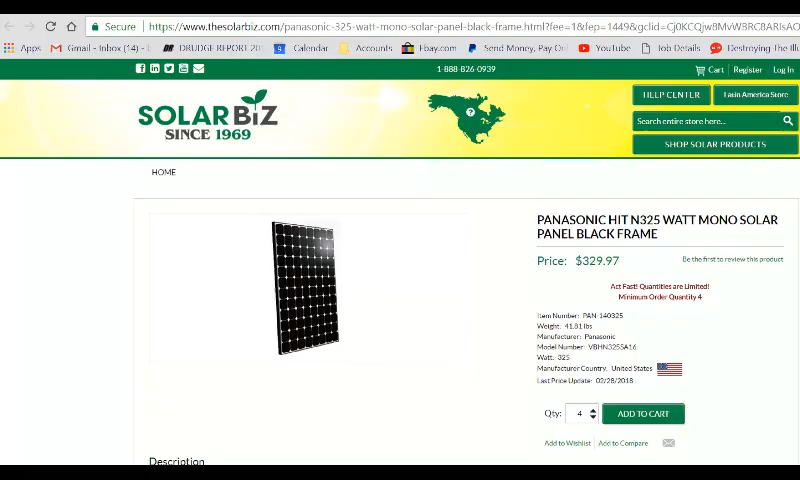 Secure https://www.thesolarbiz.com/panasonic-325-watt-mono-solar-panel-black-frame.html?fee=1&fep=1449&gclid=Cj0KCQjw8MvWBRC8ARIsAO
Apps Gmail - Inbox (14) - DRUDGE REPORT 20 Calendar Accounts Ebay.com Send Money, Pay Onl YouTube Job Details Destroying The Illu
1-888-826-0939 Cart Register Log In
HELP CENTER Latin America Store
SOLAR BIZ
SINCE 1969
Search entire store here...
SHOP SOLAR PRODUCTS
HOME
PANASONIC HIT N325 WATT MONO SOLAR
PANEL BLACK FRAME
Price: $329.97 Be the first to review this product
Act Fast! Quantities are Limited!
Minimum Order Quantity 4
Item Number: PAN-140325
Weight: 41.81 lbs
Manufacturer: Panasonic
Model Number: VBHN325SA16
Watt: 325
Manufacturer Country: United States
Last Price Update: 02/28/2018
Qty: 4 ADD TO CART
Add to Wishlist Add to Compare
Description